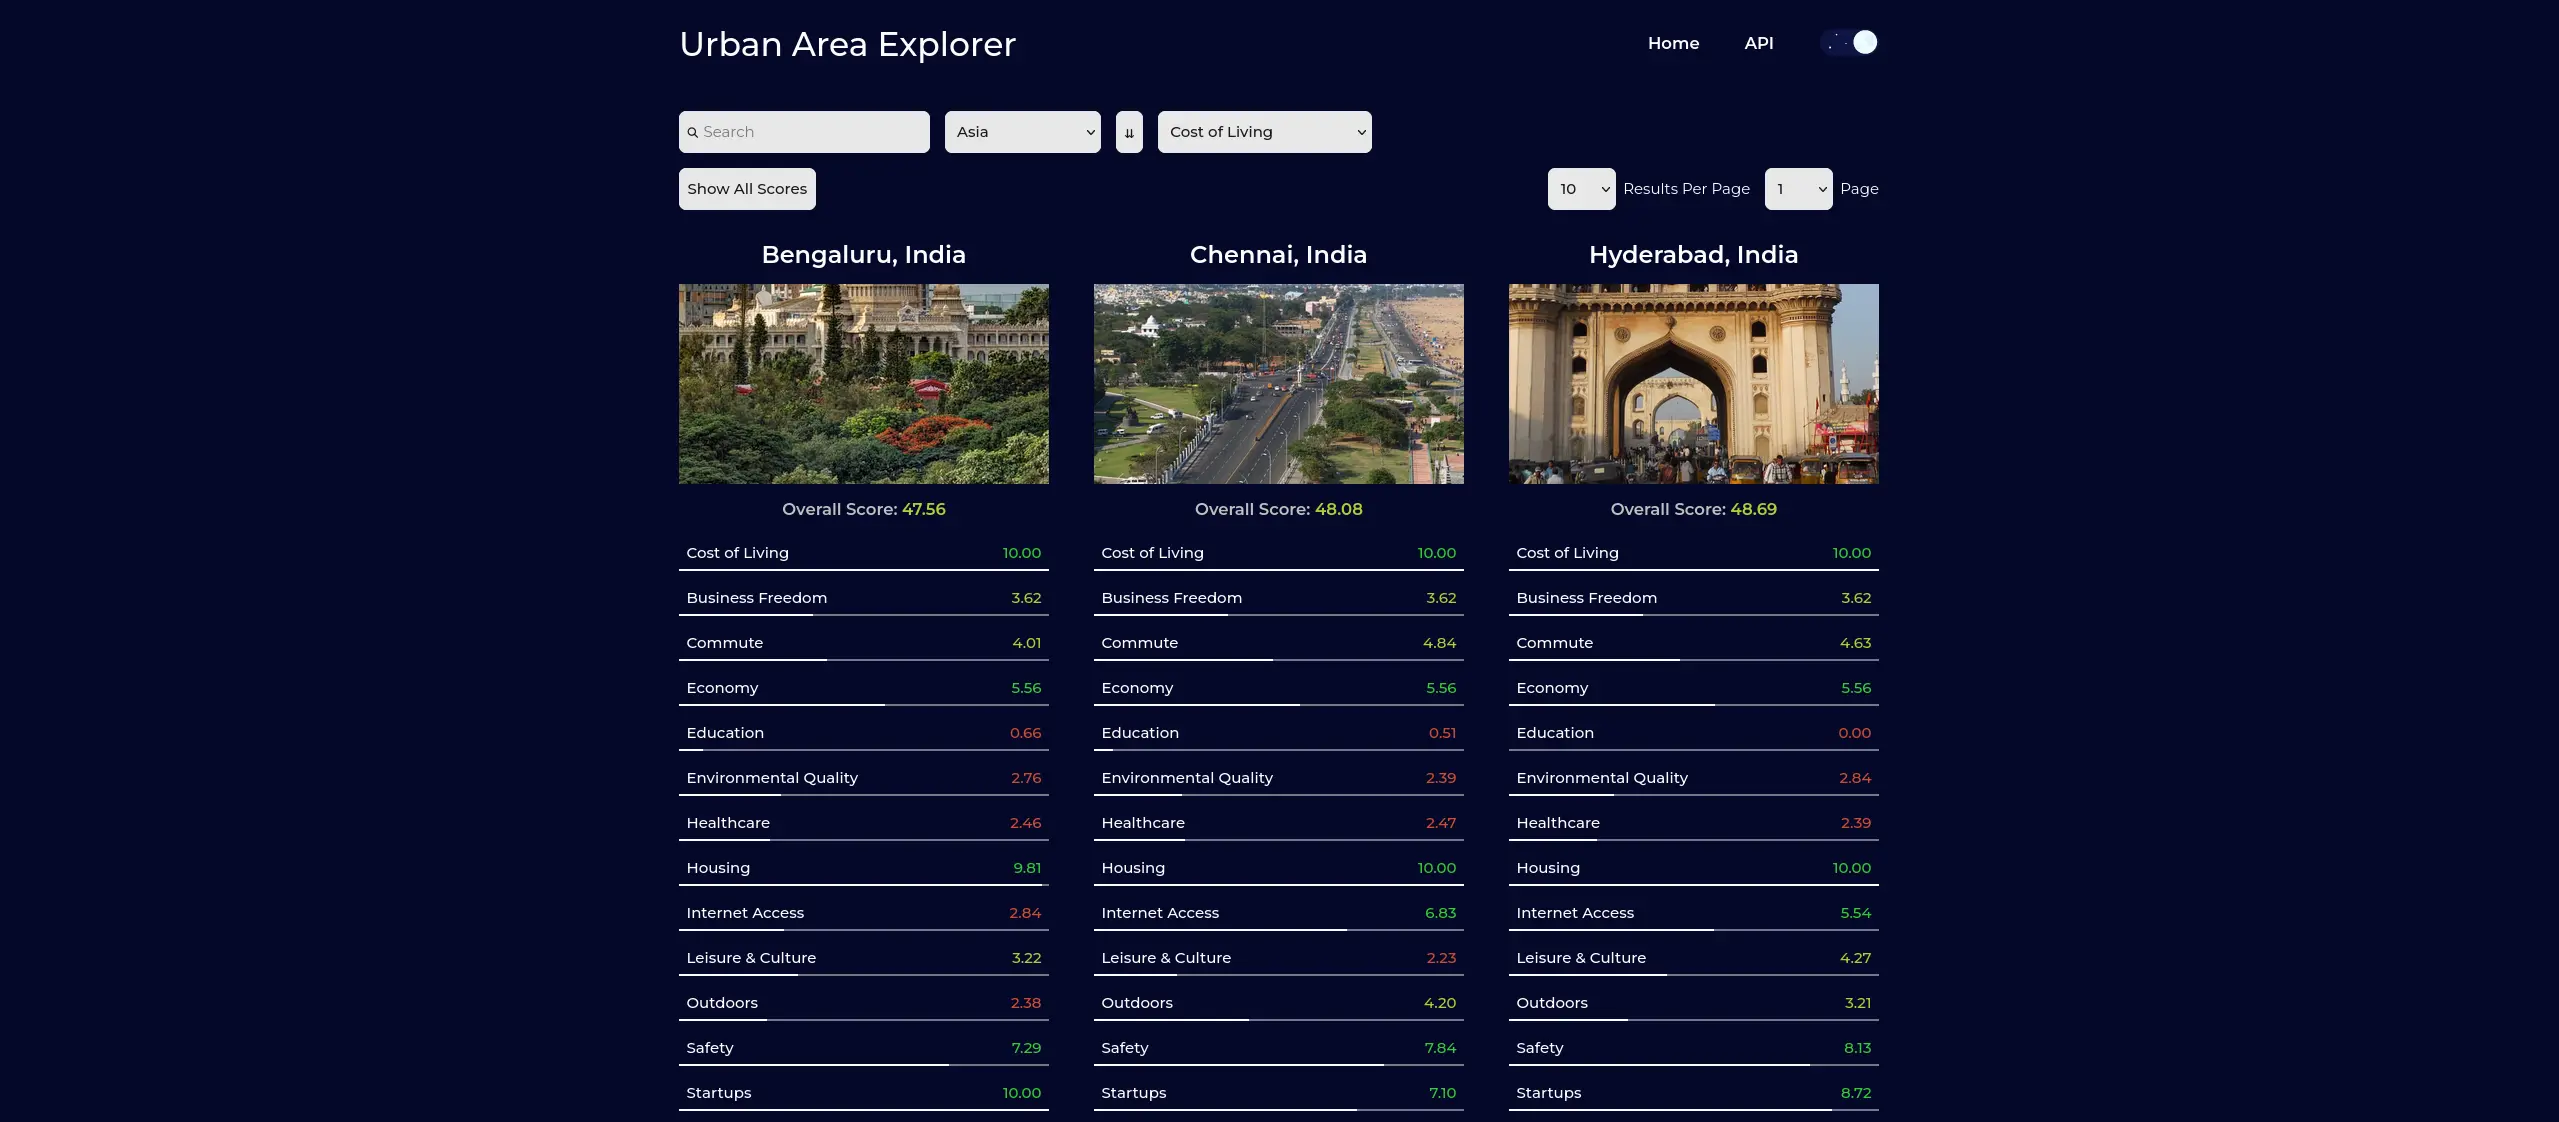 Urban Area Explorer
Home API
Search Asia Cost of Living
Show All Scores 10 Results Per Page 1 Page
Bengaluru, India
Overall Score: 47.56
Cost of Living 10.00
Business Freedom 3.62
Commute 4.01
Economy 5.56
Education 0.66
Environmental Quality 2.76
Healthcare 2.46
Housing 9.81
Internet Access 2.84
Leisure & Culture 3.22
Outdoors 2.38
Safety 7.29
Startups 10.00
Chennai, India
Overall Score: 48.08
Cost of Living 10.00
Business Freedom 3.62
Commute 4.84
Economy 5.56
Education 0.51
Environmental Quality 2.39
Healthcare 2.47
Housing 10.00
Internet Access 6.83
Leisure & Culture 2.23
Outdoors 4.20
Safety 7.84
Startups 7.10
Hyderabad, India
Overall Score: 48.69
Cost of Living 10.00
Business Freedom 3.62
Commute 4.63
Economy 5.56
Education 0.00
Environmental Quality 2.84
Healthcare 2.39
Housing 10.00
Internet Access 5.54
Leisure & Culture 4.27
Outdoors 3.21
Safety 8.13
Startups 8.72